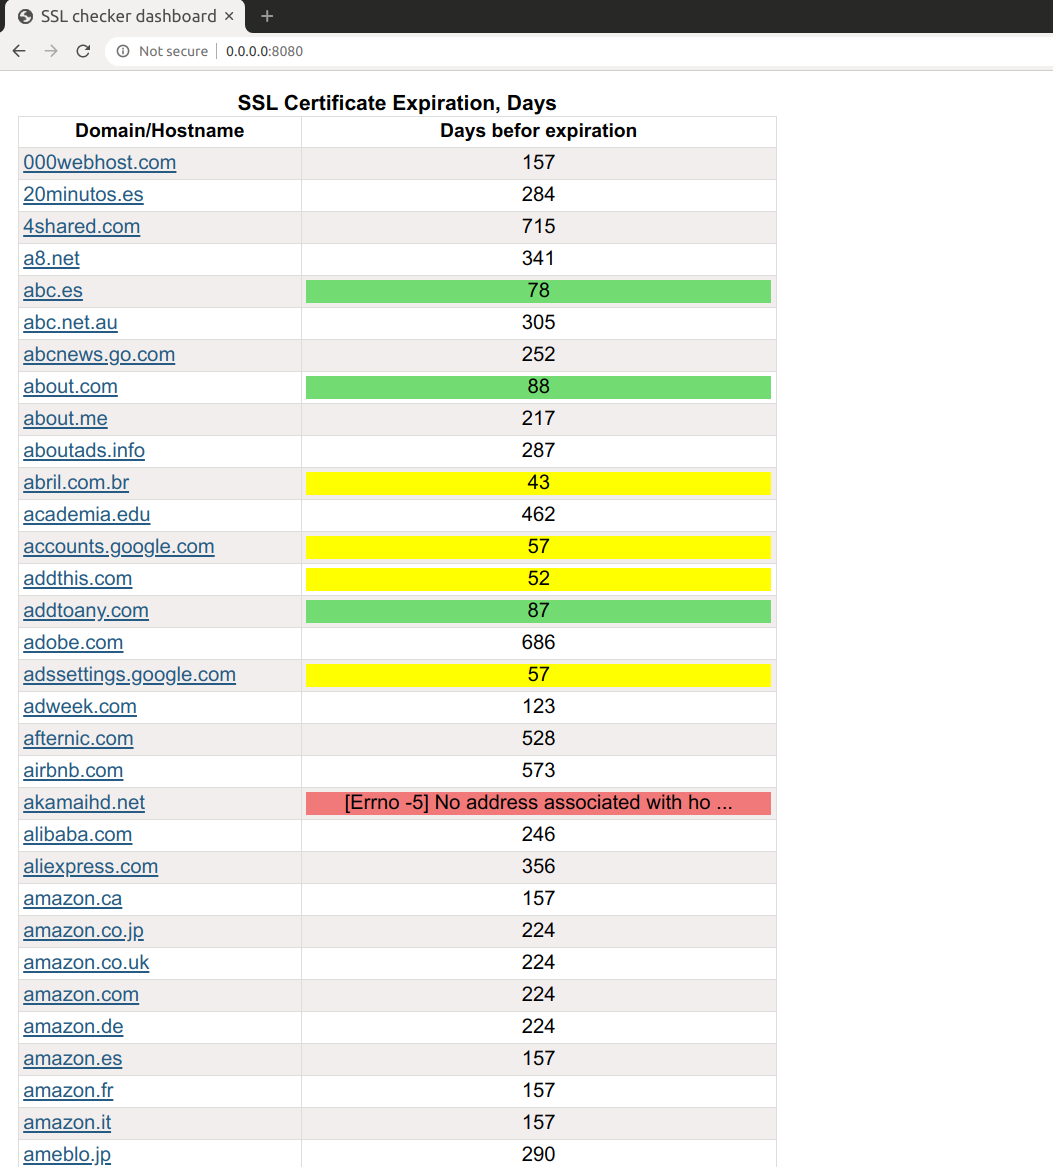 SSL checker dashboard
Not secure 0.0.0.0:8080
SSL Certificate Expiration, Days
Domain/Hostname Days befor expiration
000webhost.com 157
20minutos.es 284
4shared.com 715
a8.net 341
abc.es 78
abc.net.au 305
abcnews.go.com 252
about.com 88
about.me 217
aboutads.info 287
abril.com.br 43
academia.edu 462
accounts.google.com 57
addthis.com 52
addtoany.com 87
adobe.com 686
adssettings.google.com 57
adweek.com 123
afternic.com 528
airbnb.com 573
akamaihd.net [Errno -5] No address associated with ho ...
alibaba.com 246
aliexpress.com 356
amazon.ca 157
amazon.co.jp 224
amazon.co.uk 224
amazon.com 224
amazon.de 224
amazon.es 157
amazon.fr 157
amazon.it 157
ameblo.jp 290